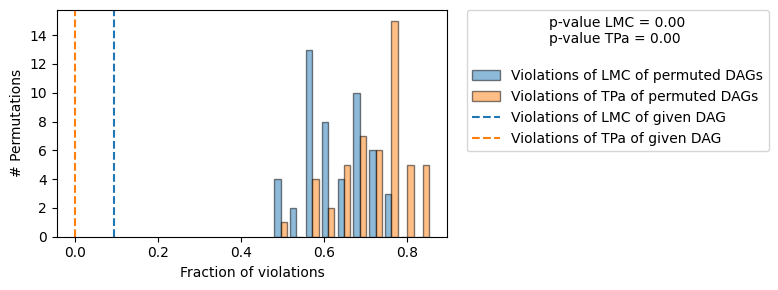 p-value LMC = 0.00
p-value TPa = 0.00
Violations of LMC of permuted DAGs
Violations of TPa of permuted DAGs
Violations of LMC of given DAG
Violations of TPa of given DAG
# Permutations
14
12
10
8
6
4
2
0
0.0 0.2 0.4 0.6 0.8
Fraction of violations